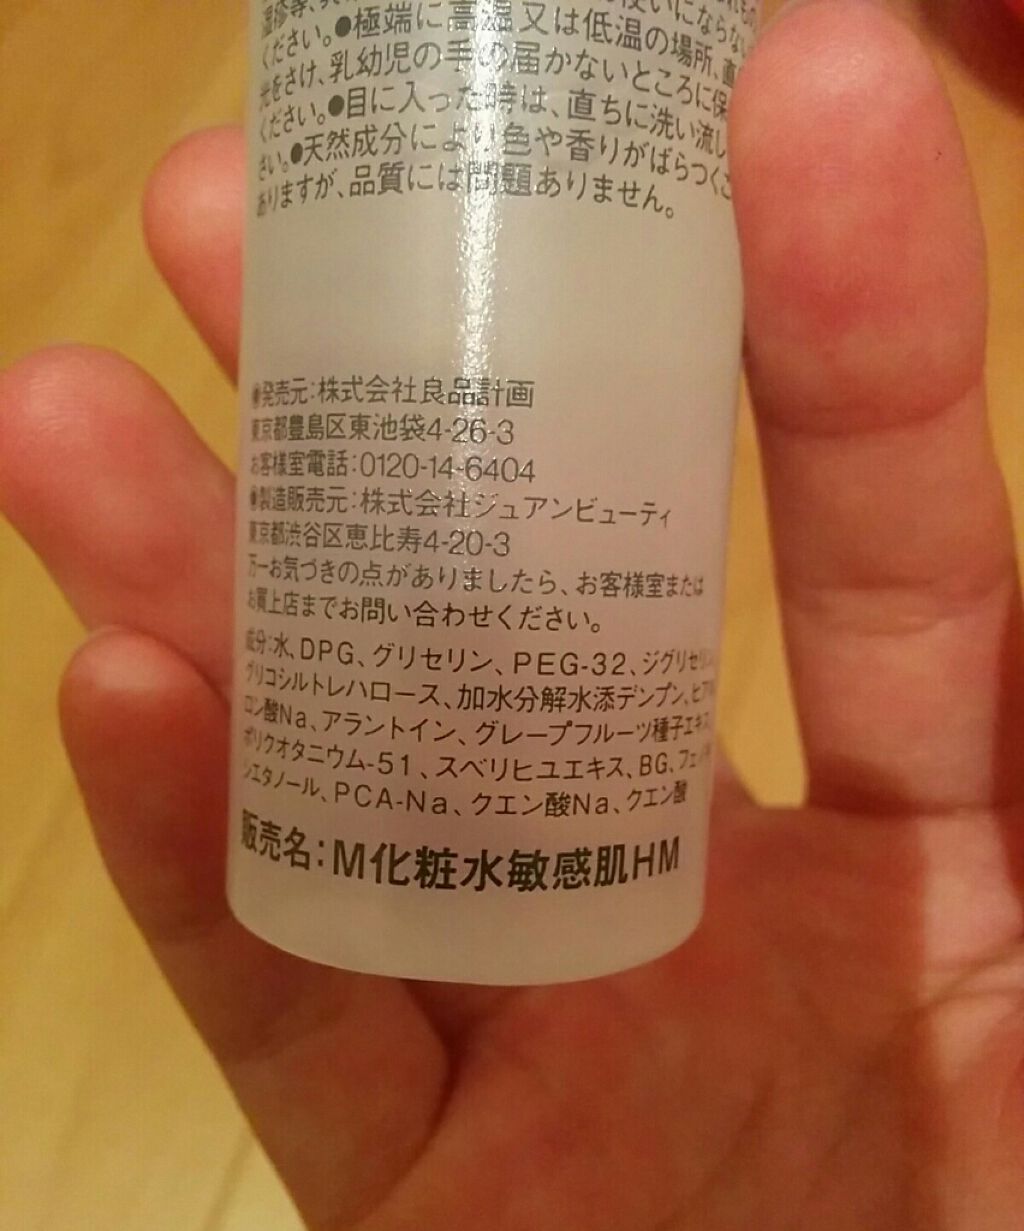 湿疹等、
ください。●極端に高温又は低温の場所、直
光をさけ、乳幼児の手の届かないところに保
ください。●目に入った時は、直ちに洗い流し
さい。●天然成分により色や香りがばらつくこ
ありますが、品質には問題ありません。
●発売元:株式会社良品計画
東京都豊島区東池袋4-26-3
お客様室電話:0120-14-6404
●製造販売元:株式会社ジュアンビューティ
東京都渋谷区恵比寿4-20-3
万一お気づきの点がありましたら、お客様室または
お買上店までお問い合わせください。
成分:水、DPG、グリセリン、PEG-32、ジグリセリン、
グリコシルトレハロース、加水分解水添デンプン、ヒアル
ロン酸Na、アラントイン、グレープフルーツ種子エキス、
ポリクオタニウム-51、スベリヒユエキス、BG、フェノキ
シエタノール、PCA-Na、クエン酸Na、クエン酸
販売名:M化粧水敏感肌HM